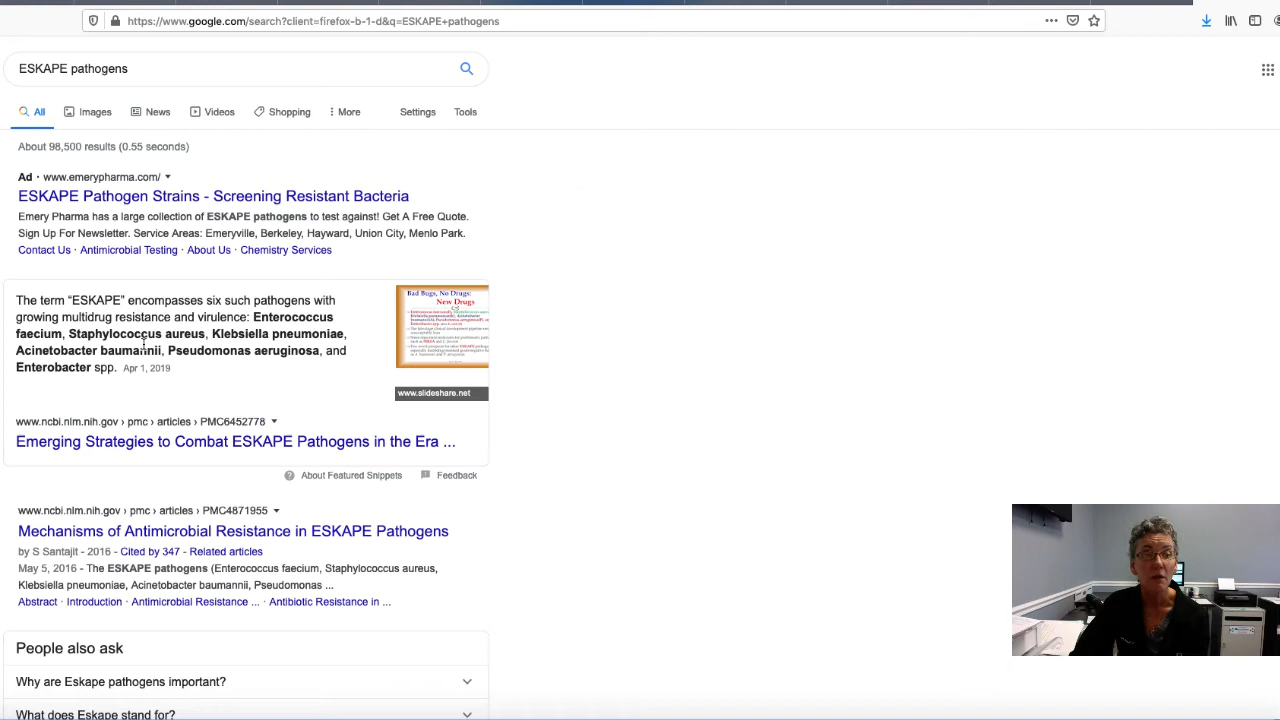 https://www.google.com/search?client=firefox-b-1-d&q=ESKAPE+pathogens
ESKAPE pathogens
All Images News Videos Shopping More Settings Tools
About 98,500 results (0.55 seconds)
Ad · www.emerypharma.com/
ESKAPE Pathogen Strains - Screening Resistant Bacteria
Emery Pharma has a large collection of ESKAPE pathogens to test against! Get A Free Quote.
Sign Up For Newsletter. Service Areas: Emeryville, Berkeley, Hayward, Union City, Menlo Park.
Contact Us · Antimicrobial Testing · About Us · Chemistry Services
The term “ESKAPE” encompasses six such pathogens with
growing multidrug resistance and virulence: Enterococcus
faecium, Staphylococcus aureus, Klebsiella pneumoniae,
Acinetobacter baumannii, Pseudomonas aeruginosa, and
Enterobacter spp. Apr 1, 2019
Bad Bugs, No Drugs:
New Drugs
www.slideshare.net
www.ncbi.nlm.nih.gov › pmc › articles › PMC6452778
Emerging Strategies to Combat ESKAPE Pathogens in the Era ...
About Featured Snippets Feedback
www.ncbi.nlm.nih.gov › pmc › articles › PMC4871955
Mechanisms of Antimicrobial Resistance in ESKAPE Pathogens
by S Santajit - 2016 - Cited by 347 - Related articles
May 5, 2016 - The ESKAPE pathogens (Enterococcus faecium, Staphylococcus aureus,
Klebsiella pneumoniae, Acinetobacter baumannii, Pseudomonas ...
Abstract · Introduction · Antimicrobial Resistance ... · Antibiotic Resistance in ...
People also ask
Why are Eskape pathogens important?
What does Eskape stand for?